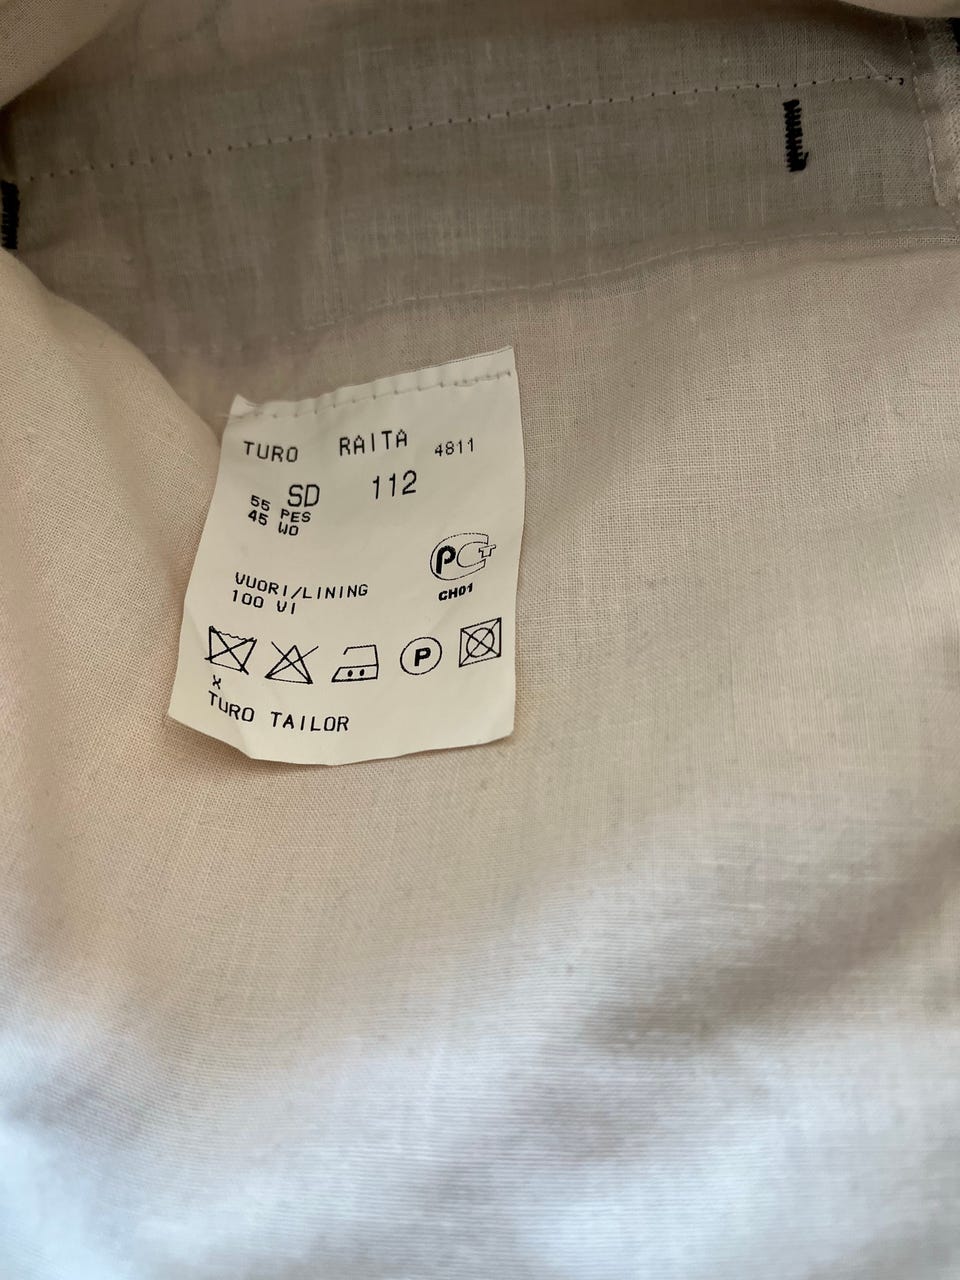 TURO RAITA 4811
SD 112
55 PES
45 WO
PCT
CH01
VUORI/LINING
100 VI
P
X
TURO TAILOR